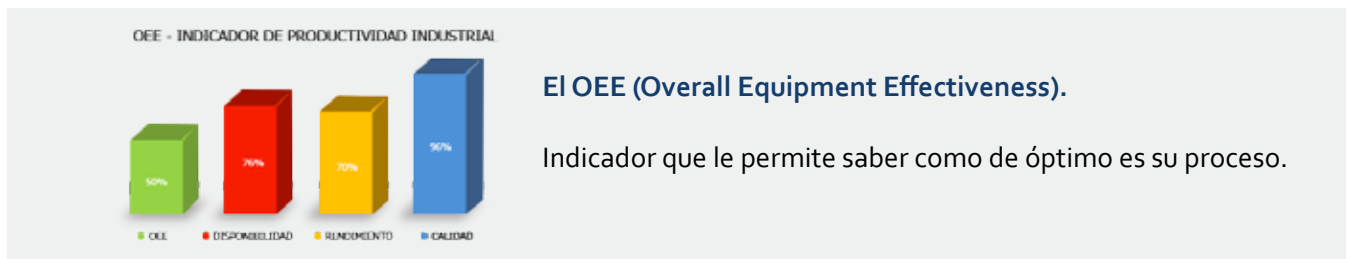 OEE - INDICADOR DE PRODUCTIVIDAD INDUSTRIAL
50%
76%
70%
96%
OEE DISPONIBILIDAD RENDIMIENTO CALIDAD
El OEE (Overall Equipment Effectiveness).
Indicador que le permite saber como de óptimo es su proceso.